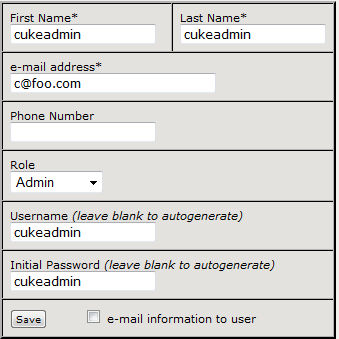 First Name* Last Name*
cukeadmin cukeadmin
e-mail address*
c@foo.com
Phone Number
Role
Admin
Username (leave blank to autogenerate)
cukeadmin
Initial Password (leave blank to autogenerate)
cukeadmin
Save e-mail information to user